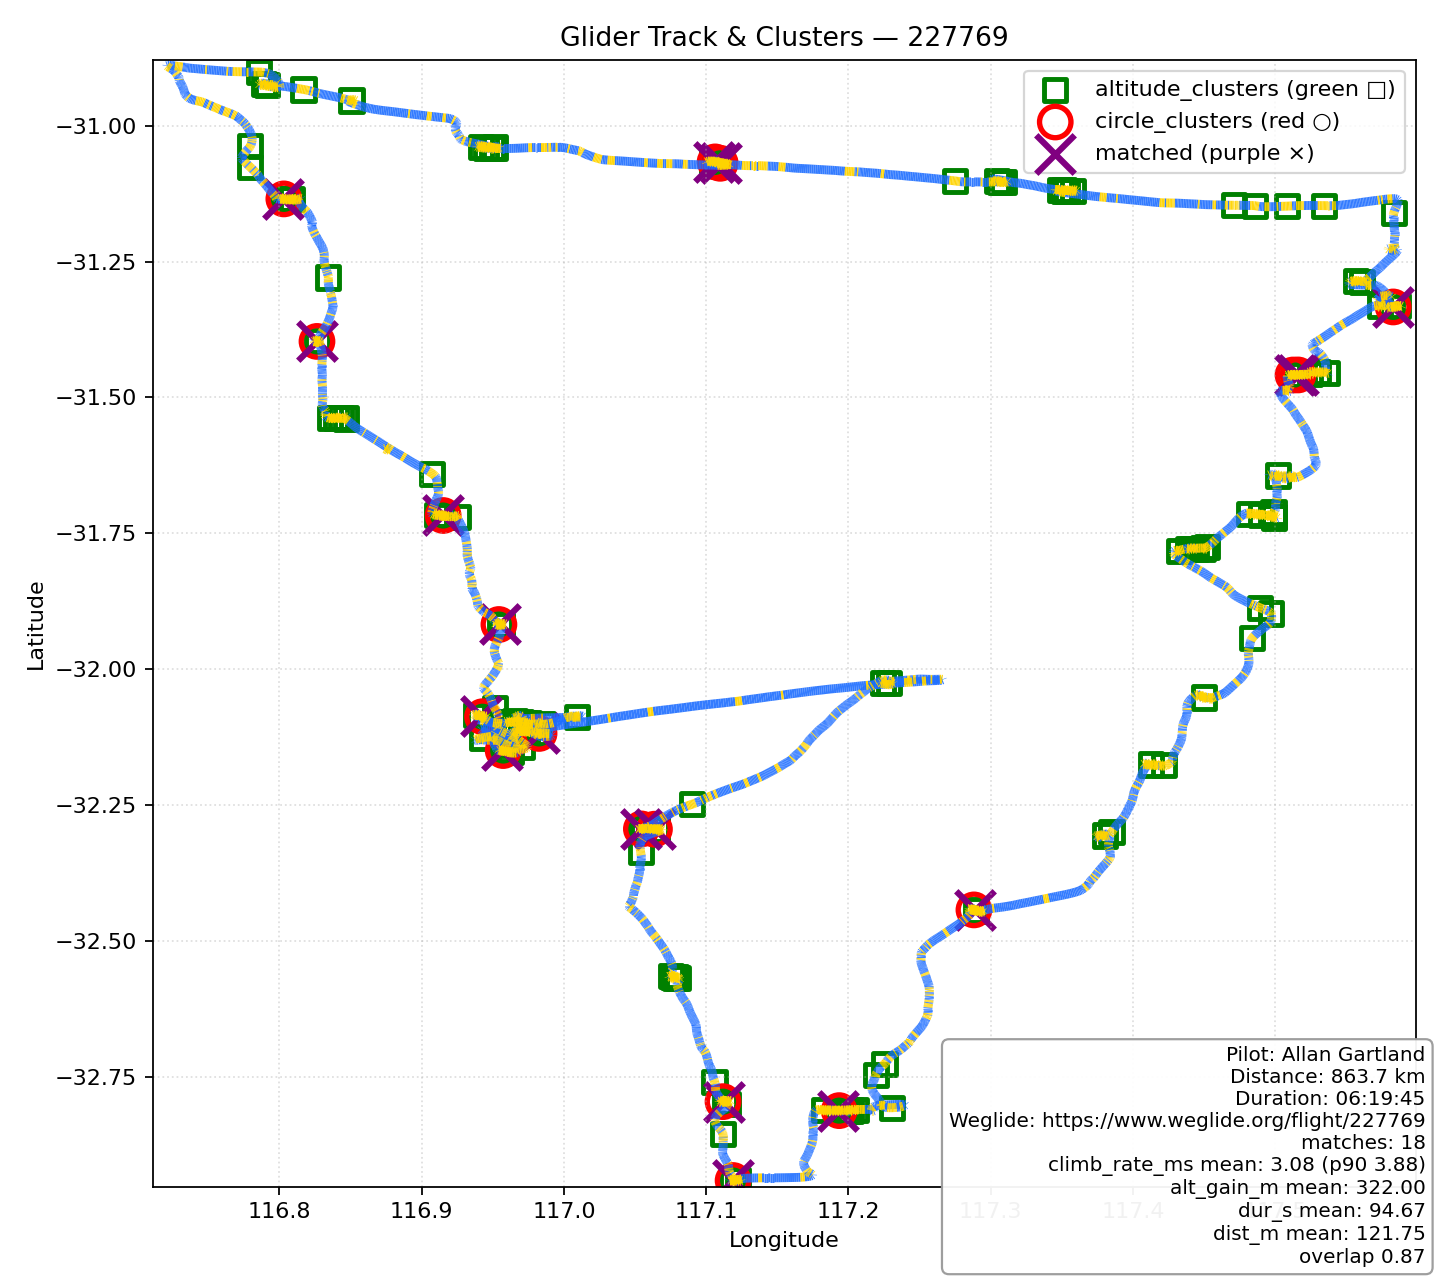 Glider Track & Clusters — 227769
altitude_clusters (green □)
circle_clusters (red ○)
matched (purple ×)
−31.00
−31.25
−31.50
−31.75
−32.00
−32.25
−32.50
−32.75
Latitude
116.8
116.9
117.0
117.1
117.2
117.3
117.4
Longitude
Pilot: Allan Gartland
Distance: 863.7 km
Duration: 06:19:45
Weglide: https://www.weglide.org/flight/227769
matches: 18
climb_rate_ms mean: 3.08 (p90 3.88)
alt_gain_m mean: 322.00
dur_s mean: 94.67
dist_m mean: 121.75
overlap 0.87